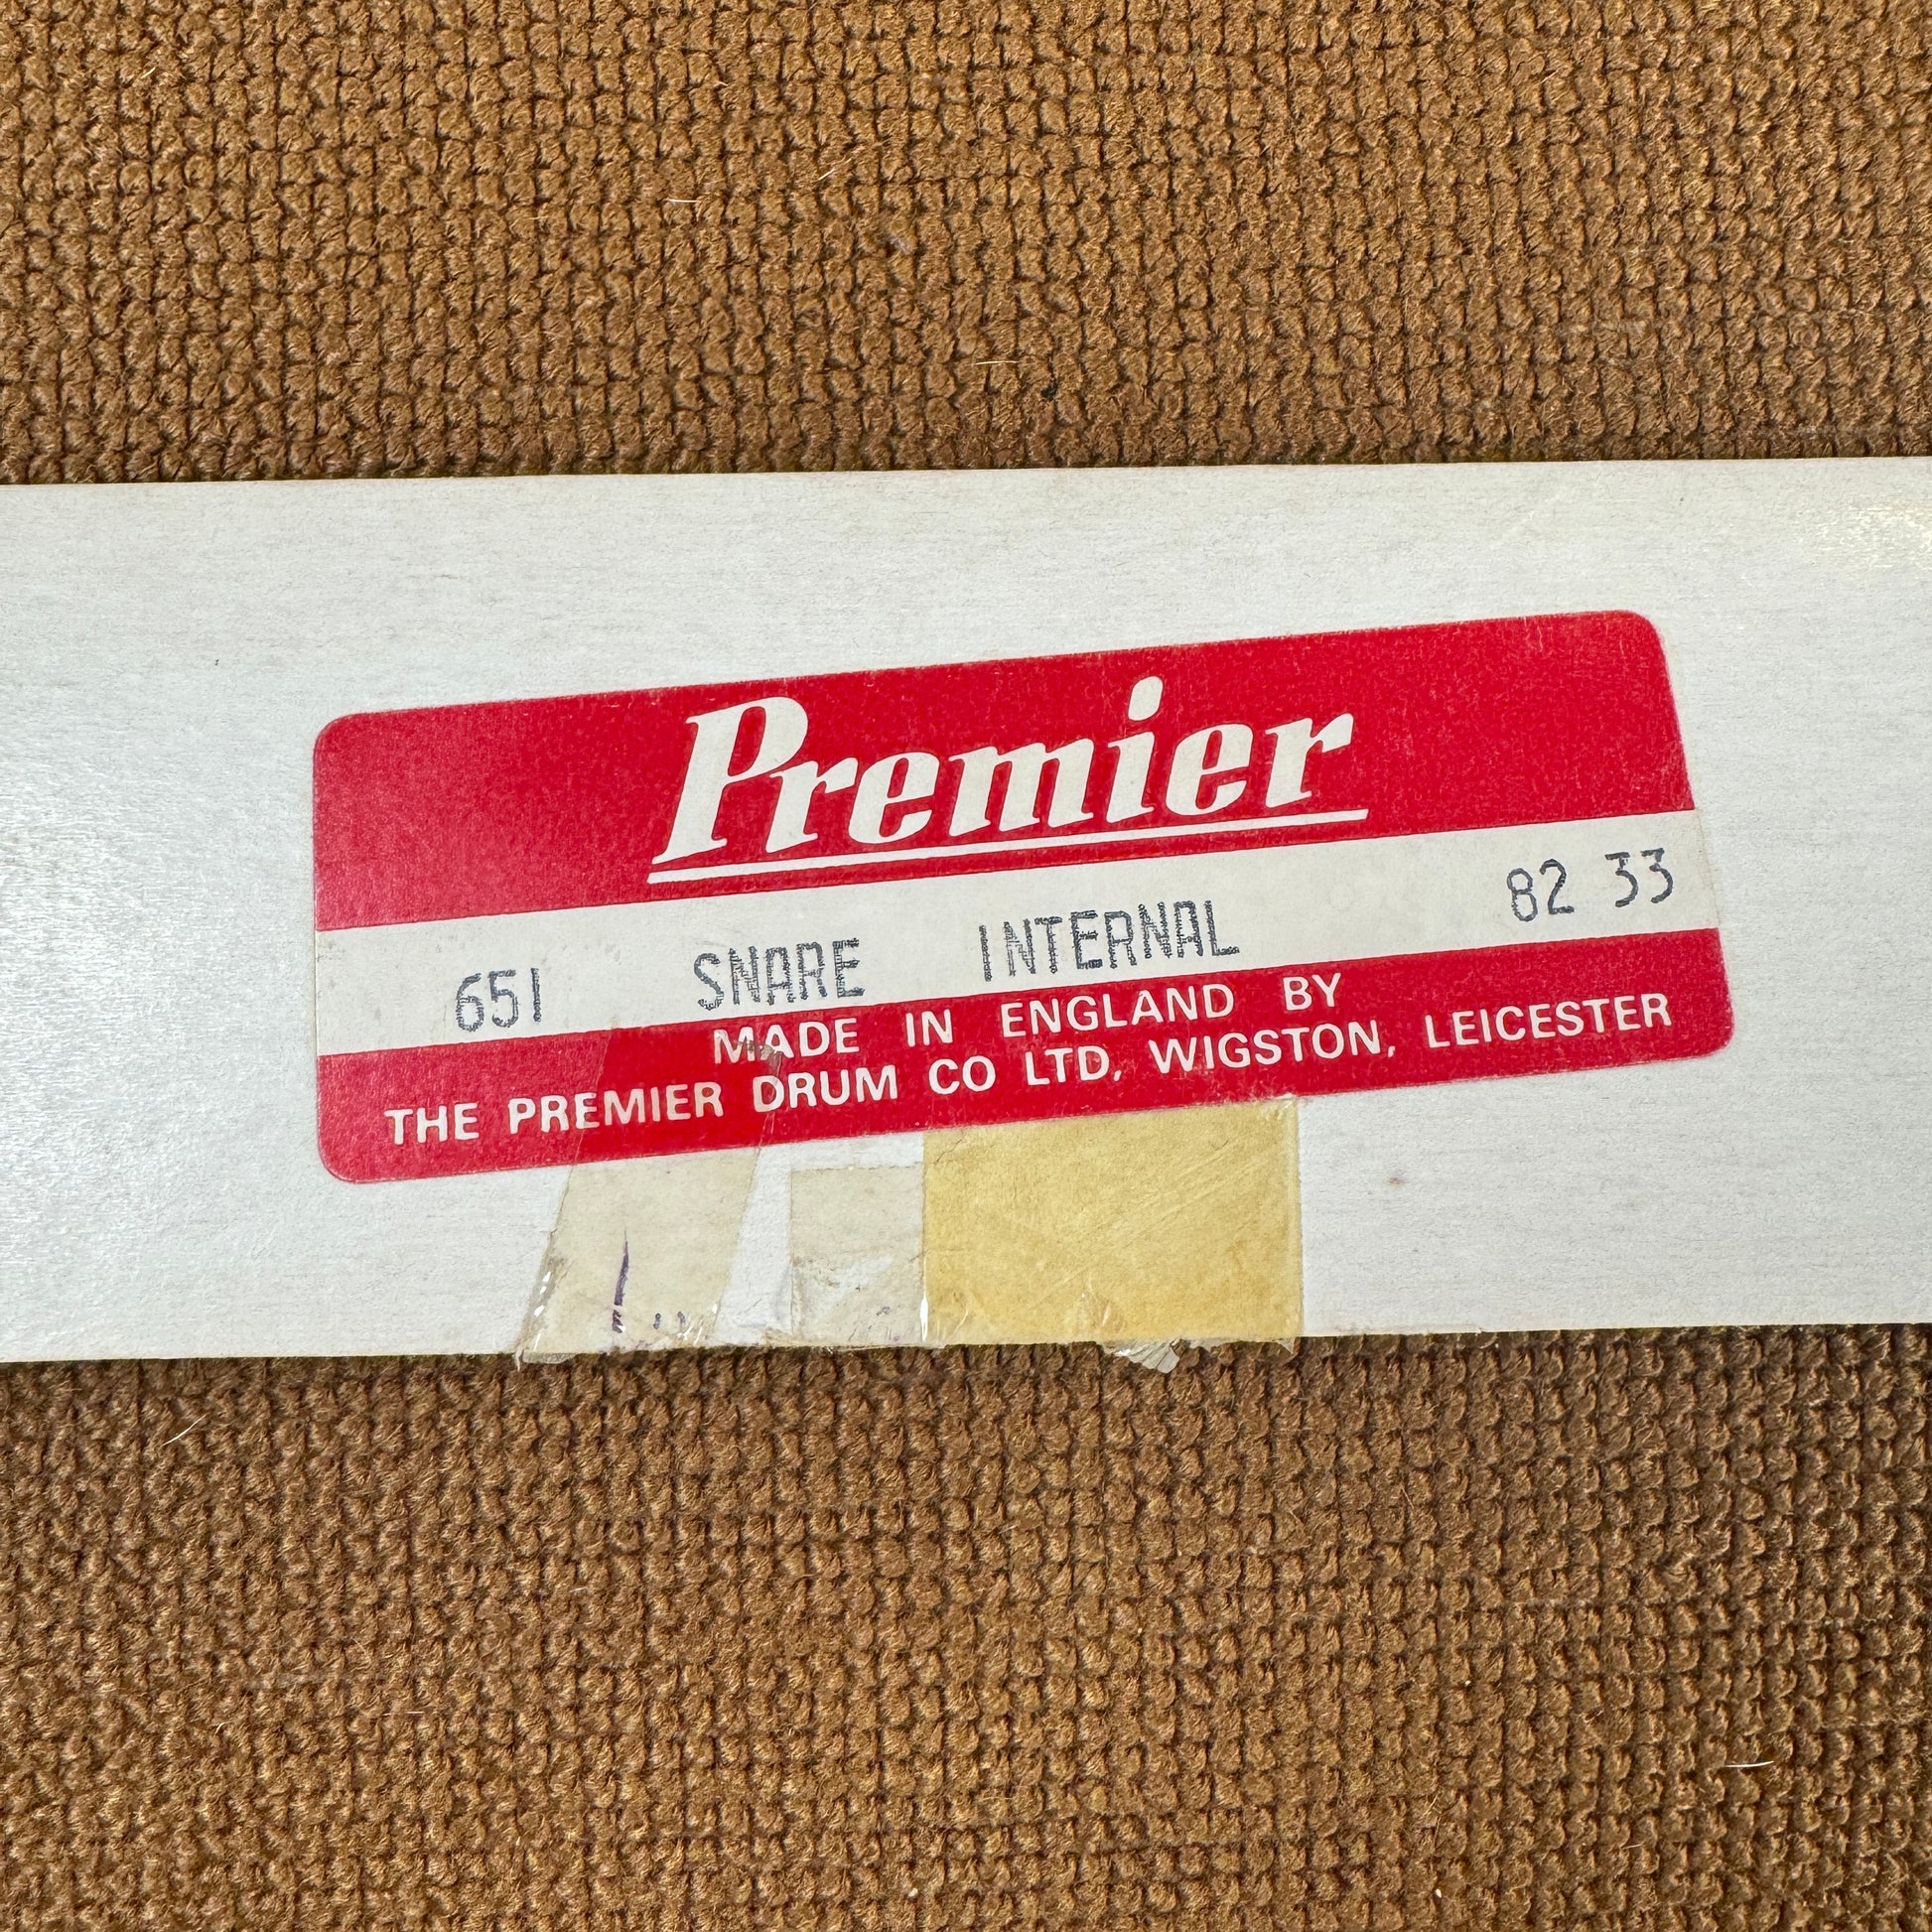 Premier
651 SNARE INTERNAL 82 33
MADE IN ENGLAND BY
THE PREMIER DRUM CO LTD, WIGSTON, LEICESTER